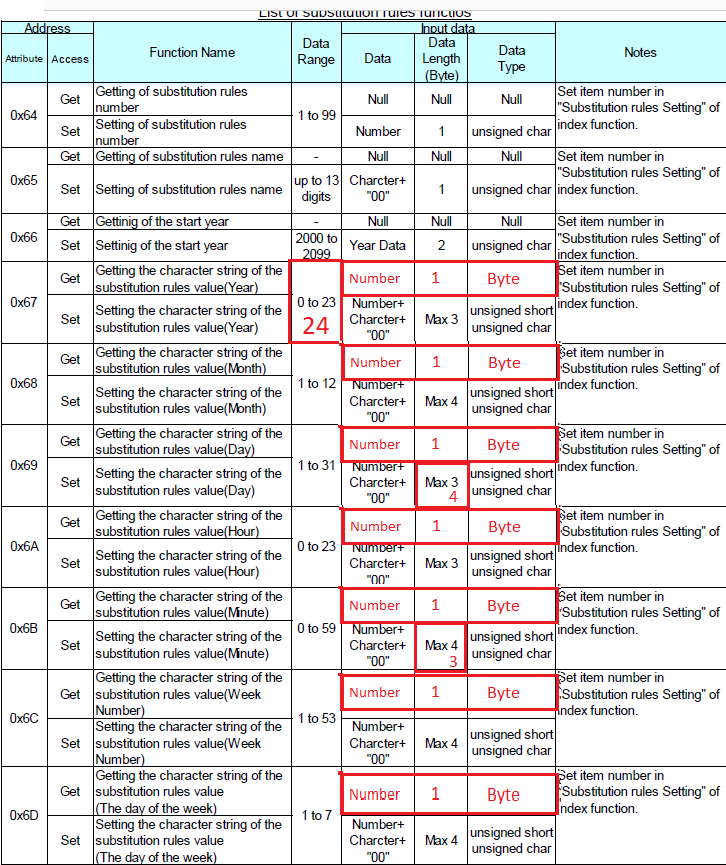 List of substitution rules functios
Address Function Name Data Range Input data Notes
Attribute Access Data Data Length (Byte) Data Type
0x64 Get Getting of substitution rules number 1 to 99 Null Null Null Set item number in "Substitution rules Setting" of index function.
Set Setting of substitution rules number Number 1 unsigned char
0x65 Get Getting of substitution rules name - Null Null Null Set item number in "Substitution rules Setting" of index function.
Set Setting of substitution rules name up to 13 digits Charcter+ "00" 1 unsigned char
0x66 Get Gettinig of the start year - Null Null Null Set item number in "Substitution rules Setting" of index function.
Set Settinig of the start year 2000 to 2099 Year Data 2 unsigned char
0x67 Get Getting the character string of the substitution rules value(Year) 0 to 23 24 Number 1 Byte Set item number in "Substitution rules Setting" of index function.
Set Setting the character string of the substitution rules value(Year) Number+ Charcter+ "00" Max 3 unsigned short unsigned char
0x68 Get Getting the character string of the substitution rules value(Month) 1 to 12 Number 1 Byte Set item number in "Substitution rules Setting" of index function.
Set Setting the character string of the substitution rules value(Month) Number+ Charcter+ "00" Max 4 unsigned short unsigned char
0x69 Get Getting the character string of the substitution rules value(Day) 1 to 31 Number 1 Byte Set item number in "Substitution rules Setting" of index function.
Set Setting the character string of the substitution rules value(Day) Number+ Charcter+ "00" Max 3 4 unsigned short unsigned char
0x6A Get Getting the character string of the substitution rules value(Hour) 0 to 23 Number 1 Byte Set item number in "Substitution rules Setting" of index function.
Set Setting the character string of the substitution rules value(Hour) Number+ Charcter+ "00" Max 3 unsigned short unsigned char
0x6B Get Getting the character string of the substitution rules value(Minute) 0 to 59 Number 1 Byte Set item number in "Substitution rules Setting" of index function.
Set Setting the character string of the substitution rules value(Minute) Number+ Charcter+ "00" Max 4 3 unsigned short unsigned char
0x6C Get Getting the character string of the substitution rules value(Week Number) 1 to 53 Number 1 Byte Set item number in "Substitution rules Setting" of index function.
Set Setting the character string of the substitution rules value(Week Number) Number+ Charcter+ "00" Max 4 unsigned short unsigned char
0x6D Get Getting the character string of the substitution rules value (The day of the week) 1 to 7 Number 1 Byte Set item number in "Substitution rules Setting" of index function.
Set Setting the character string of the substitution rules value (The day of the week) Number+ Charcter+ "00" Max 4 unsigned short unsigned char